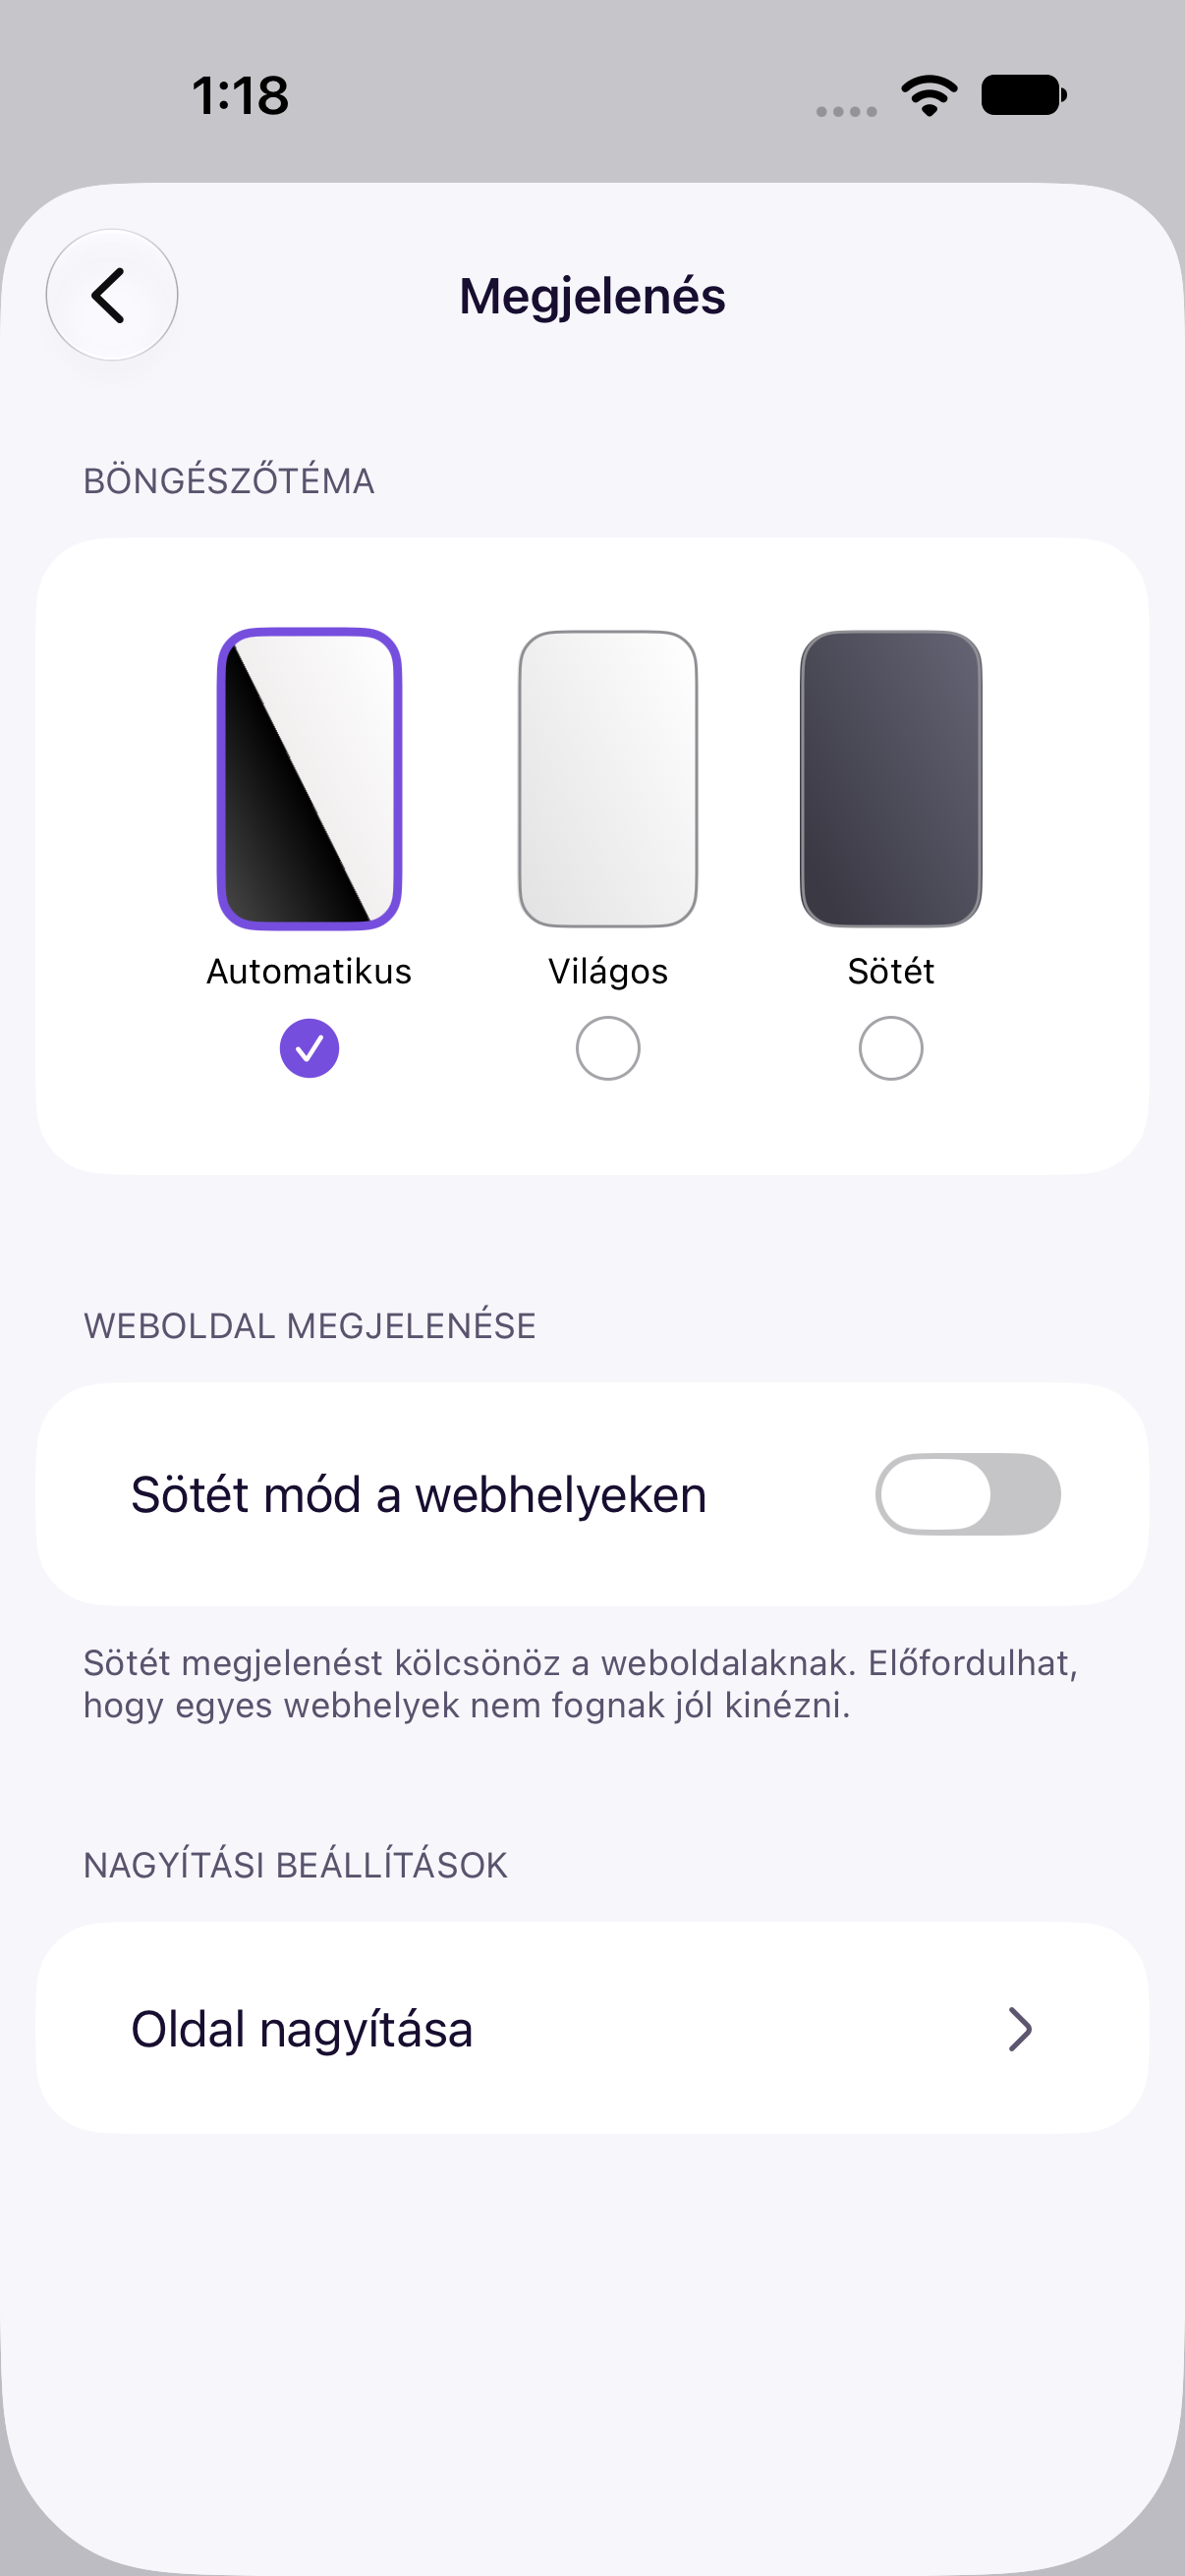 1:18
Megjelenés
BÖNGÉSZŐTÉMA
Automatikus Világos Sötét
WEBOLDAL MEGJELENÉSE
Sötét mód a webhelyeken
Sötét megjelenést kölcsönöz a weboldalaknak. Előfordulhat,
hogy egyes webhelyek nem fognak jól kinézni.
NAGYÍTÁSI BEÁLLÍTÁSOK
Oldal nagyítása